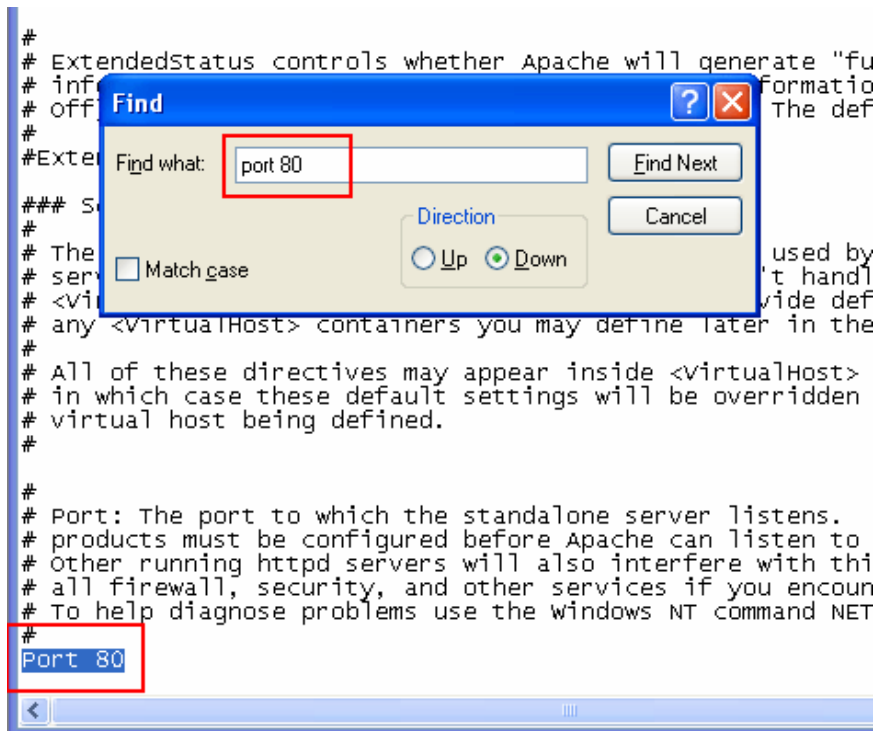 #
# ExtendedStatus controls whether Apache will generate "fu
# inf
formatio
# Off
The def
#
#Exte
### S
#
# The
used by
# serv
't handl
# <Vi
vide def
# any <VirtualHost> containers you may define later in the
#
# All of these directives may appear inside <VirtualHost>
# in which case these default settings will be overridden
# virtual host being defined.
#
#
# Port: The port to which the standalone server listens.
# products must be configured before Apache can listen to
# Other running httpd servers will also interfere with thi
# all firewall, security, and other services if you encoun
# To help diagnose problems use the Windows NT command NET
#
Port 80
Find
Find what:
port 80
Find Next
Direction
Cancel
Match case
Up
Down